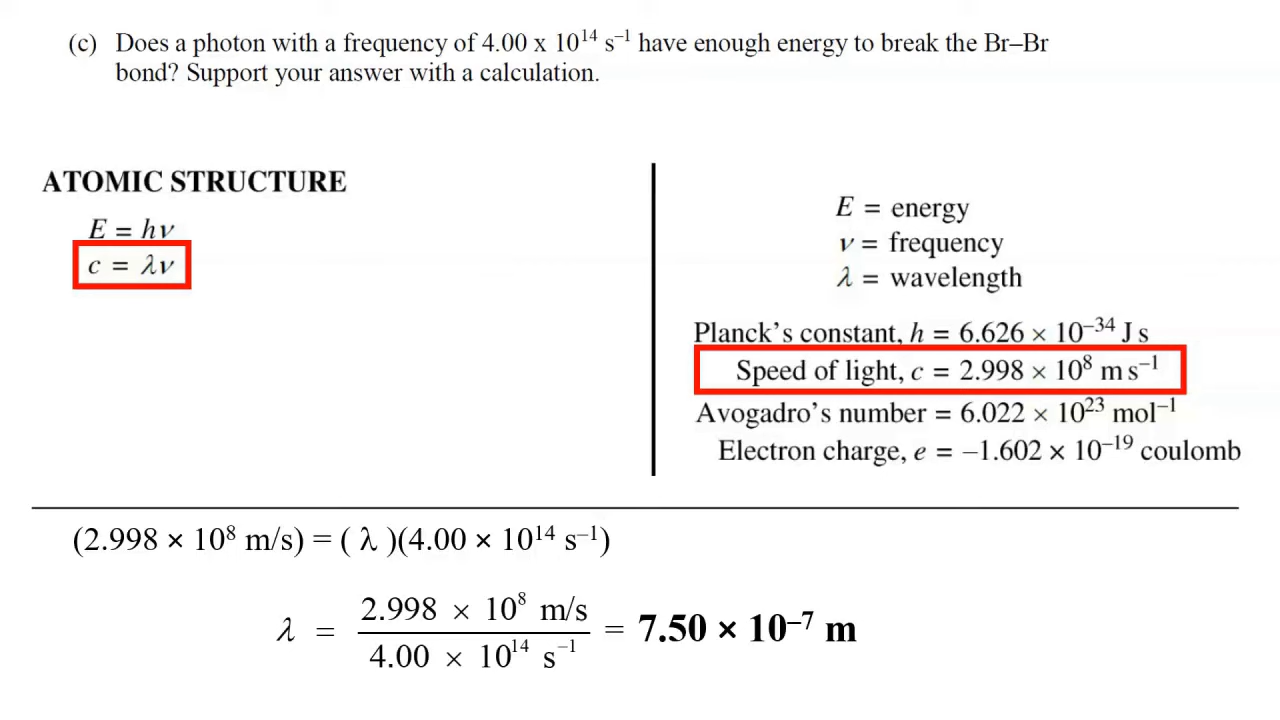 (c) Does a photon with a frequency of 4.00 x 10¹⁴ s⁻¹ have enough energy to break the Br–Br
bond? Support your answer with a calculation.
ATOMIC STRUCTURE
E = hν
c = λν
E = energy
ν = frequency
λ = wavelength
Planck’s constant, h = 6.626 × 10⁻³⁴ J s
Speed of light, c = 2.998 × 10⁸ m s⁻¹
Avogadro’s number = 6.022 × 10²³ mol⁻¹
Electron charge, e = −1.602 × 10⁻¹⁹ coulomb
(2.998 × 10⁸ m/s) = ( λ )(4.00 × 10¹⁴ s⁻¹)
λ = 2.998 × 10⁸ m/s / 4.00 × 10¹⁴ s⁻¹ = 7.50 × 10⁻⁷ m